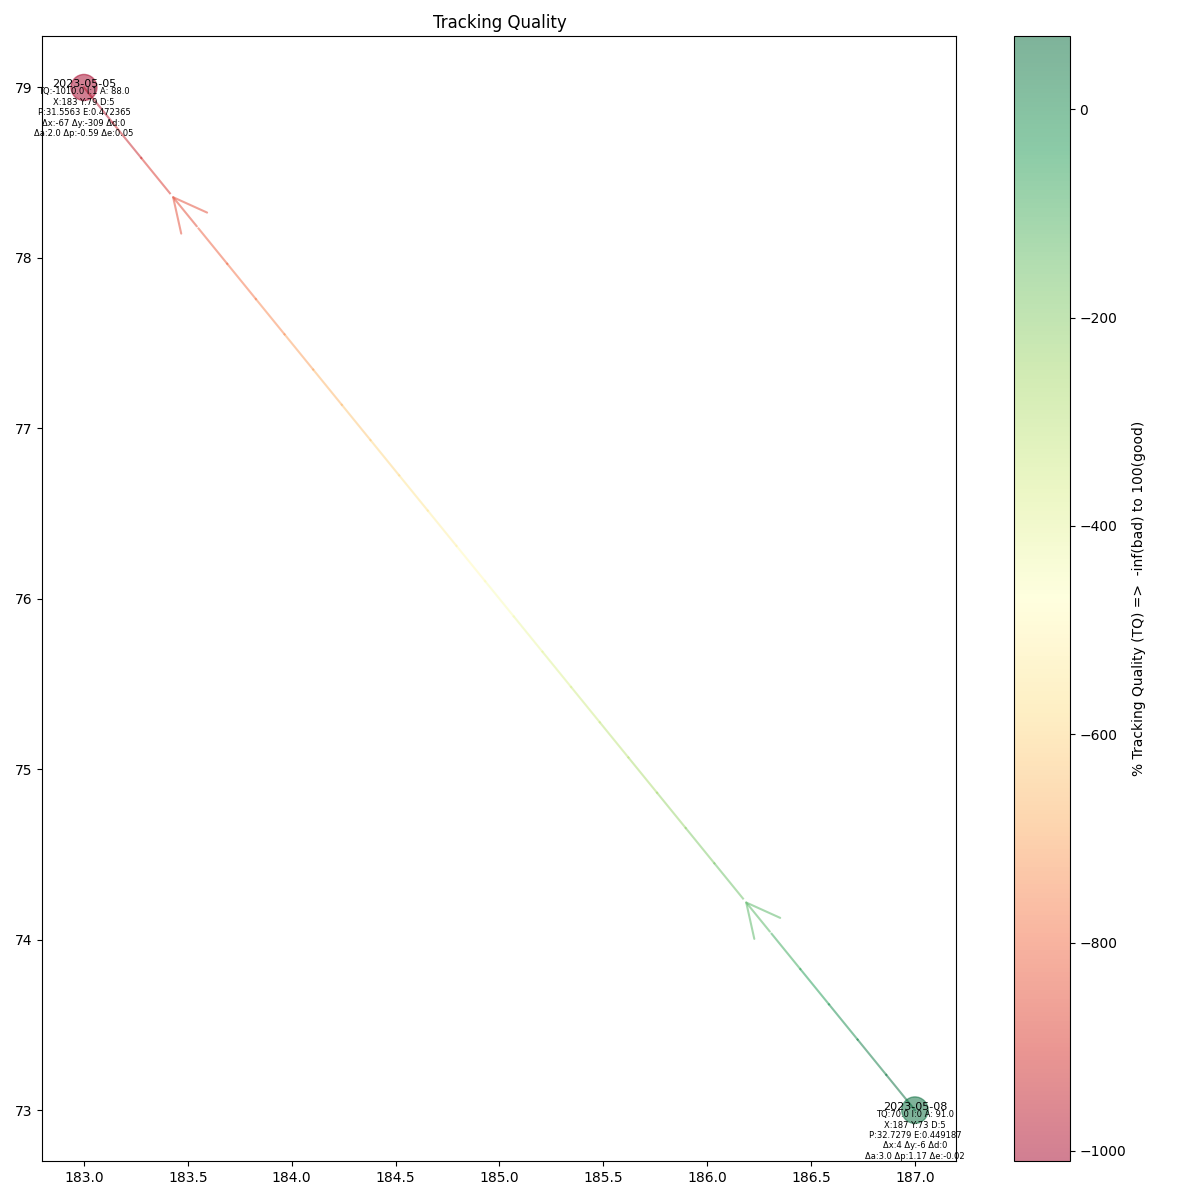 Tracking Quality
79
78
77
76
75
74
73
183.0
183.5
184.0
184.5
185.0
185.5
186.0
186.5
187.0
2023-05-05
TQ:-1010.0 I:1 A: 88.0
X:183 Y:79 D:5
P:31.5563 E:0.472365
Δx:-67 Δy:-309 Δd:0
Δa:2.0 Δp:-0.59 Δe:0.05
2023-05-08
TQ:70.0 I:0 A: 91.0
X:187 Y:73 D:5
P:32.7279 E:0.449187
Δx:4 Δy:-6 Δd:0
Δa:3.0 Δp:1.17 Δe:-0.02
0
−200
−400
−600
−800
−1000
% Tracking Quality (TQ) => -inf(bad) to 100(good)